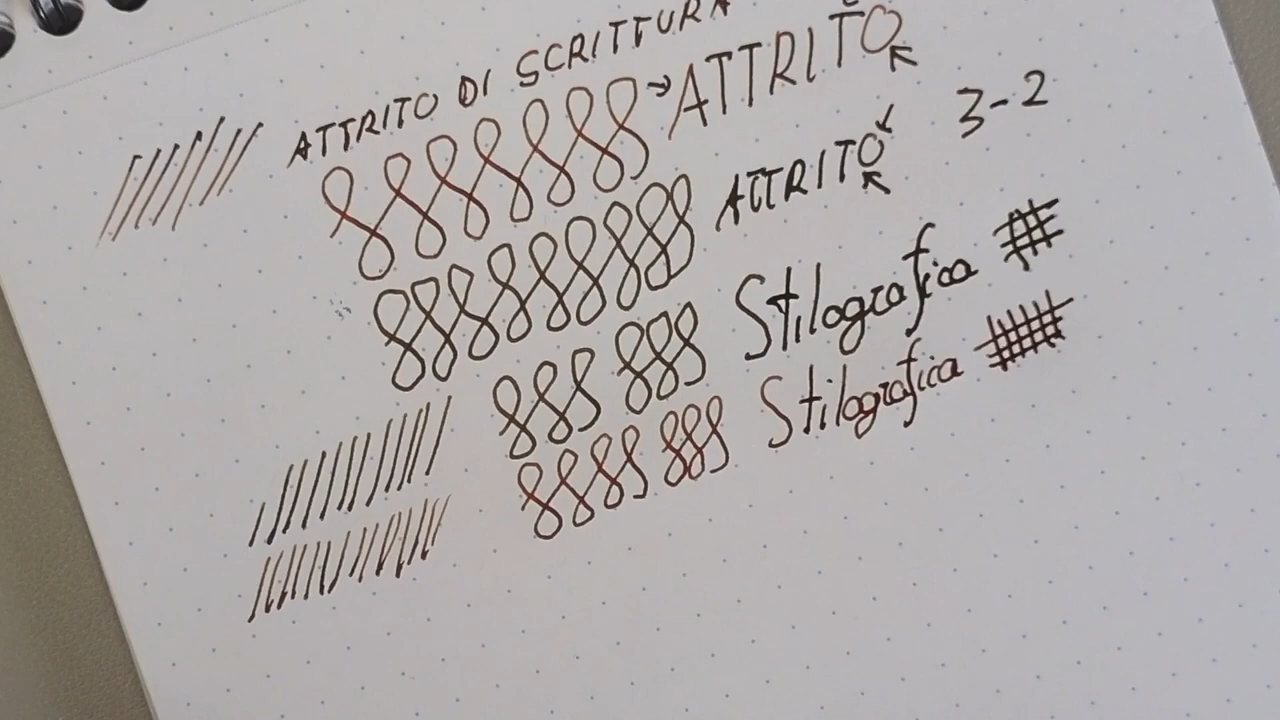 ATTRITO DI SCRITTURA
→ ATTRITO
ATTRITO 3-2
Stilografica
Stilografica